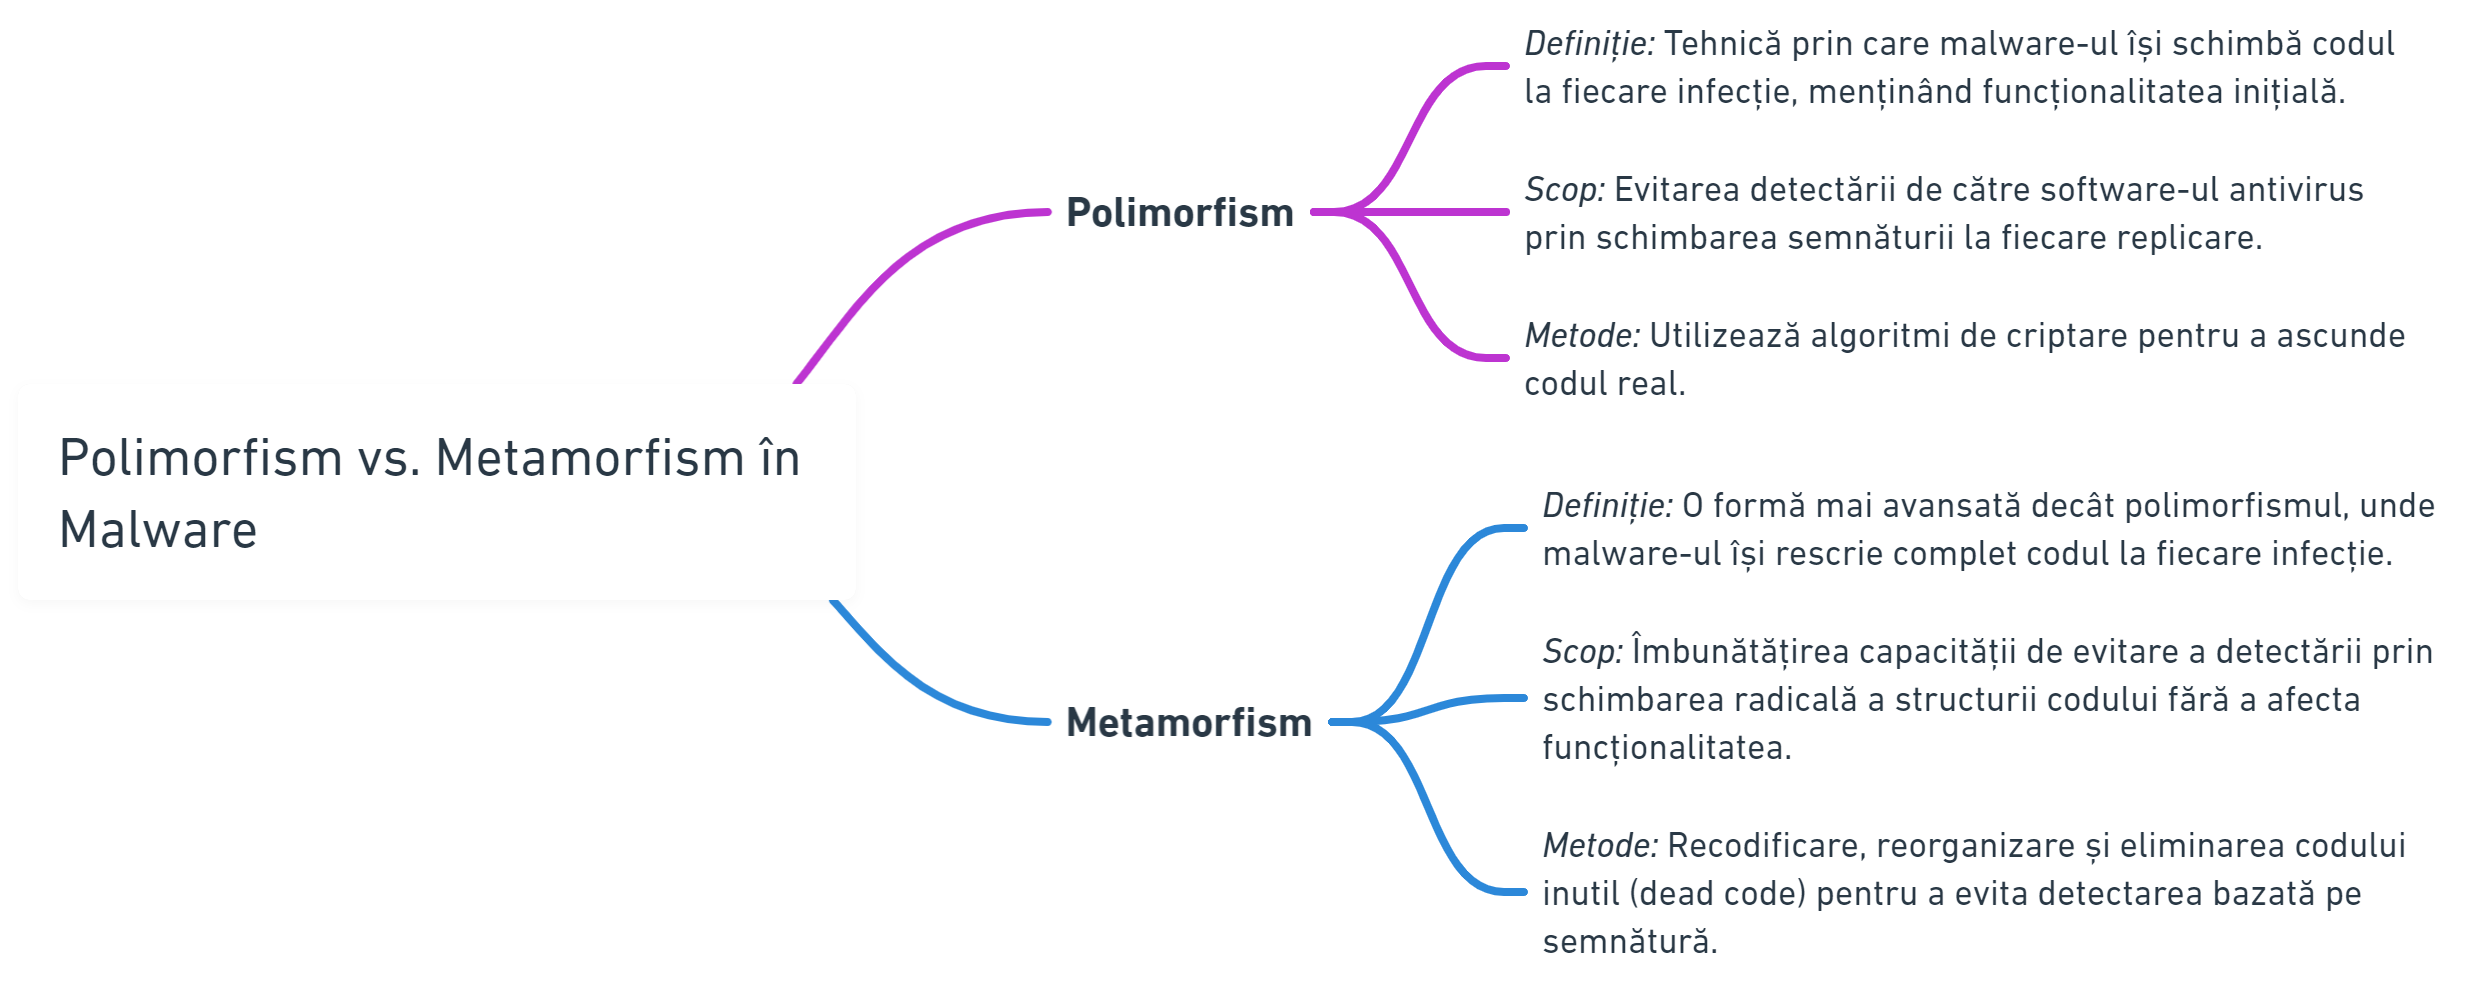 Polimorfism vs. Metamorfism în
Malware
Polimorfism
Definiție: Tehnică prin care malware-ul își schimbă codul
la fiecare infecție, menținând funcționalitatea inițială.
Scop: Evitarea detectării de către software-ul antivirus
prin schimbarea semnăturii la fiecare replicare.
Metode: Utilizează algoritmi de criptare pentru a ascunde
codul real.
Metamorfism
Definiție: O formă mai avansată decât polimorfismul, unde
malware-ul își rescrie complet codul la fiecare infecție.
Scop: Îmbunătățirea capacității de evitare a detectării prin
schimbarea radicală a structurii codului fără a afecta
funcționalitatea.
Metode: Recodificare, reorganizare și eliminarea codului
inutil (dead code) pentru a evita detectarea bazată pe
semnătură.